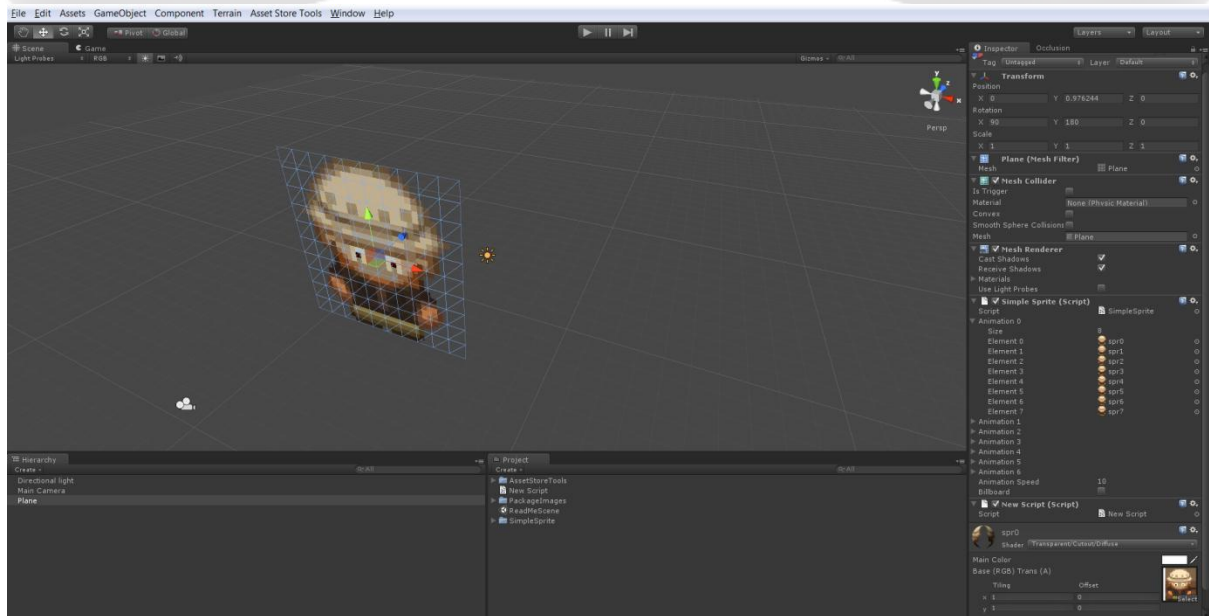 File Edit Assets GameObject Component Terrain Asset Store Tools Window Help
Pivot Global Layers Layout
Scene Game
Light Probes RGB Gizmos All
y
z
x
Persp
Inspector Occlusion
Tag Untagged Layer Default
Transform
Position
X 0 Y 0.976244 Z 0
Rotation
X 90 Y 180 Z 0
Scale
X 1 Y 1 Z 1
Plane (Mesh Filter)
Mesh Plane
Mesh Collider
Is Trigger
Material None (Physic Material)
Convex
Smooth Sphere Collisions
Mesh Plane
Mesh Renderer
Cast Shadows
Receive Shadows
Materials
Use Light Probes
Simple Sprite (Script)
Script SimpleSprite
Animation 0
Size 8
Element 0 spr0
Element 1 spr1
Element 2 spr2
Element 3 spr3
Element 4 spr4
Element 5 spr5
Element 6 spr6
Element 7 spr7
Animation 1
Animation 2
Animation 3
Animation 4
Animation 5
Animation 6
Animation Speed 10
Billboard
New Script (Script)
Script New Script
spr0
Shader Transparent/Cutout/Diffuse
Main Color
Base (RGB) Trans (A)
Tiling Offset
x 1 0
y 1 0
Select
Hierarchy
Create All
Directional light
Main Camera
Plane
Project
Create All
AssetStoreTools
New Script
PackageImages
ReadMeScene
SimpleSprite